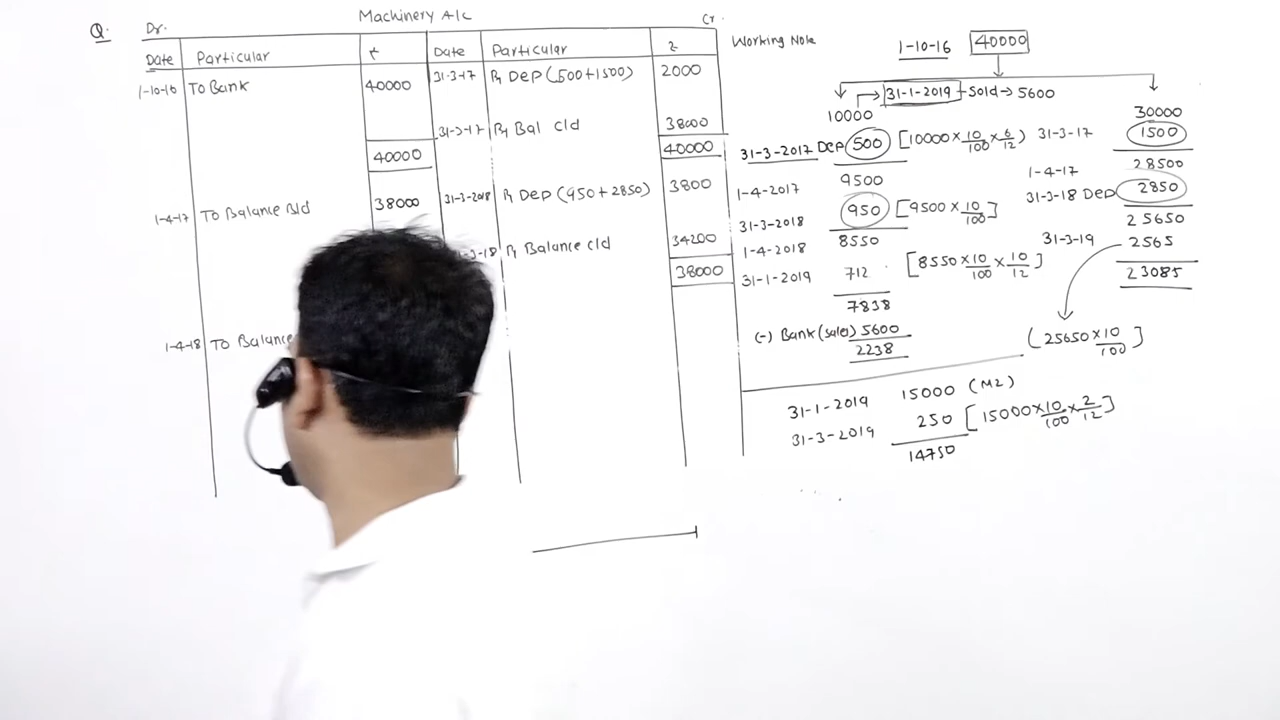 Q. Dr. Machinery A/c Cr.
Date Particular ₹ Date Particular ₹
1-10-16 To Bank 40000 31-3-17 By Dep (500+1500) 2000
31-3-17 By Bal c/d 38000
40000 40000
1-4-17 To Balance B/d 38000 31-3-2018 By Dep (950+2850) 3800
3-18 By Balance c/d 34200
38000
1-4-18 To Balance
Working Note
1-10-16 40000
31-1-2019 - Sold → 5600
10000 30000
31-3-2017 Dep 500 [10000 × 10/100 × 6/12) 31-3-17 1500
9500 28500
1-4-2017 1-4-17
31-3-2018 950 [9500 × 10/100] 31-3-18 Dep 2850
8550 25650
1-4-2018 31-3-19 2565
31-1-2019 712 [8550 × 10/100 × 10/12] 23085
7838
(-) Bank (sales) 5600 (25650 × 10/100]
2238
31-1-2019 15000 (M2)
31-3-2019 250 [15000 × 10/100 × 2/12]
14750